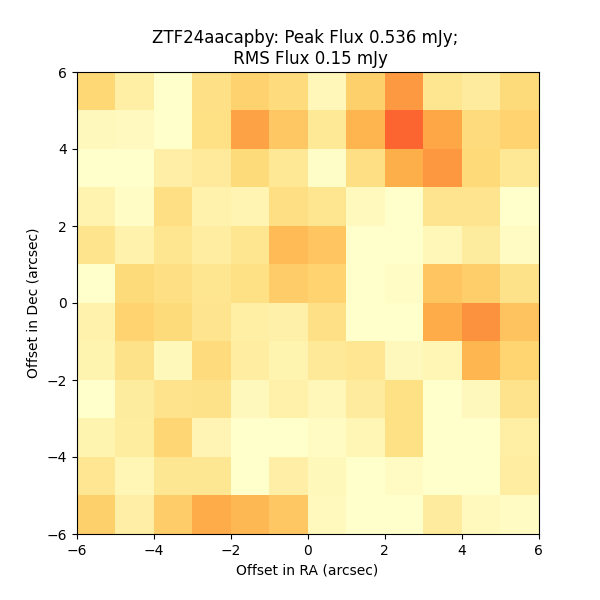 ZTF24aacapby: Peak Flux 0.536 mJy;
RMS Flux 0.15 mJy
6
4
2
0
−2
−4
−6
Offset in Dec (arcsec)
−6 −4 −2 0 2 4 6
Offset in RA (arcsec)